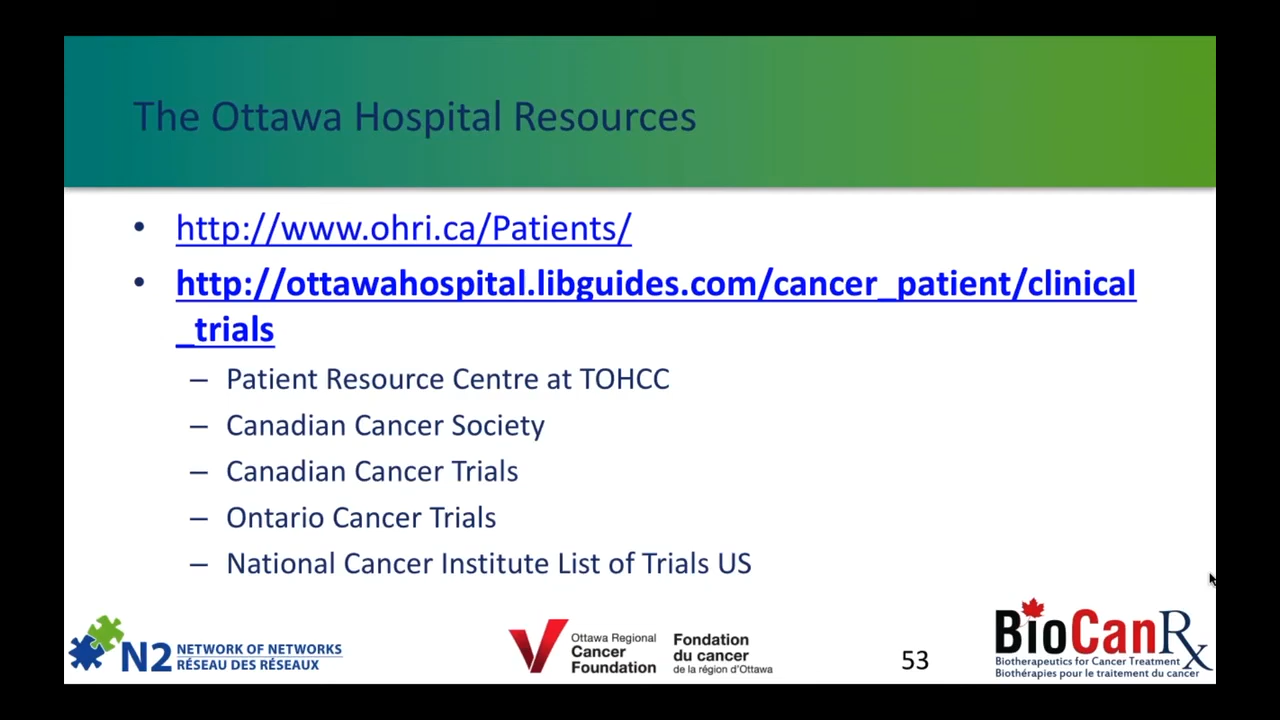 The Ottawa Hospital Resources
• http://www.ohri.ca/Patients/
• http://ottawahospital.libguides.com/cancer_patient/clinical
_trials
– Patient Resource Centre at TOHCC
– Canadian Cancer Society
– Canadian Cancer Trials
– Ontario Cancer Trials
– National Cancer Institute List of Trials US
N2 NETWORK OF NETWORKS
RÉSEAU DES RÉSEAUX
Ottawa Regional
Cancer
Foundation
Fondation
du cancer
de la région d'Ottawa
53
BioCanRx
Biotherapeutics for Cancer Treatment
Biothérapies pour le traitement du cancer